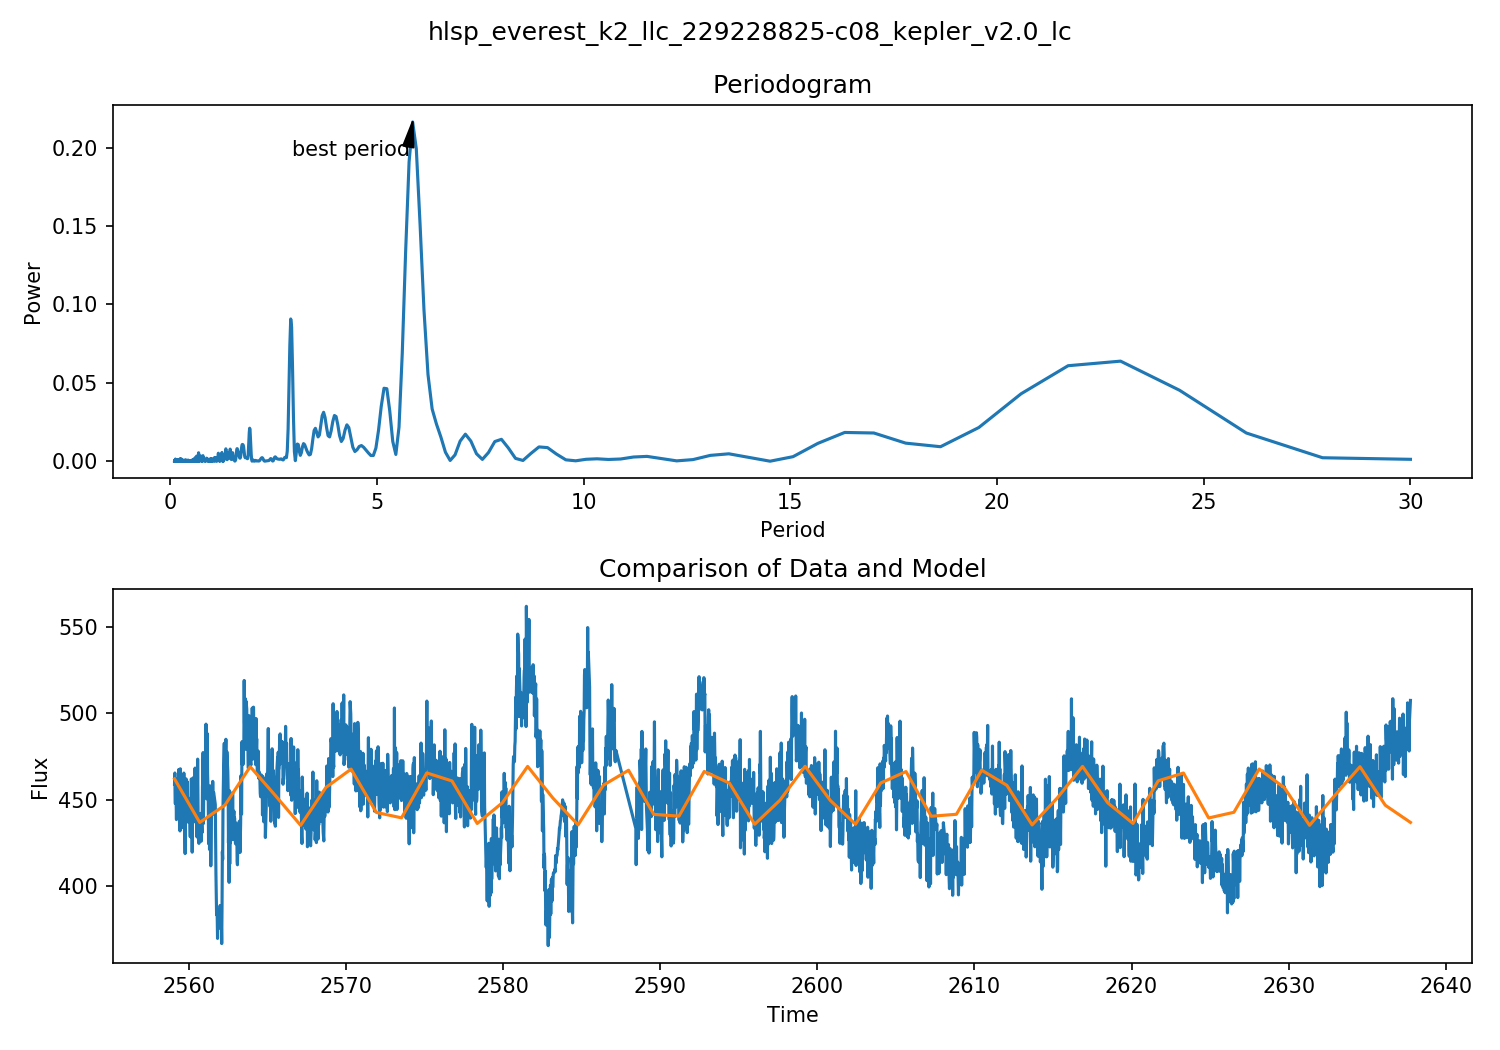 hlsp_everest_k2_llc_229228825-c08_kepler_v2.0_lc
Periodogram
best period
0.20
0.15
0.10
0.05
0.00
Power
0 5 10 15 20 25 30
Period
Comparison of Data and Model
550
500
450
400
Flux
2560 2570 2580 2590 2600 2610 2620 2630 2640
Time